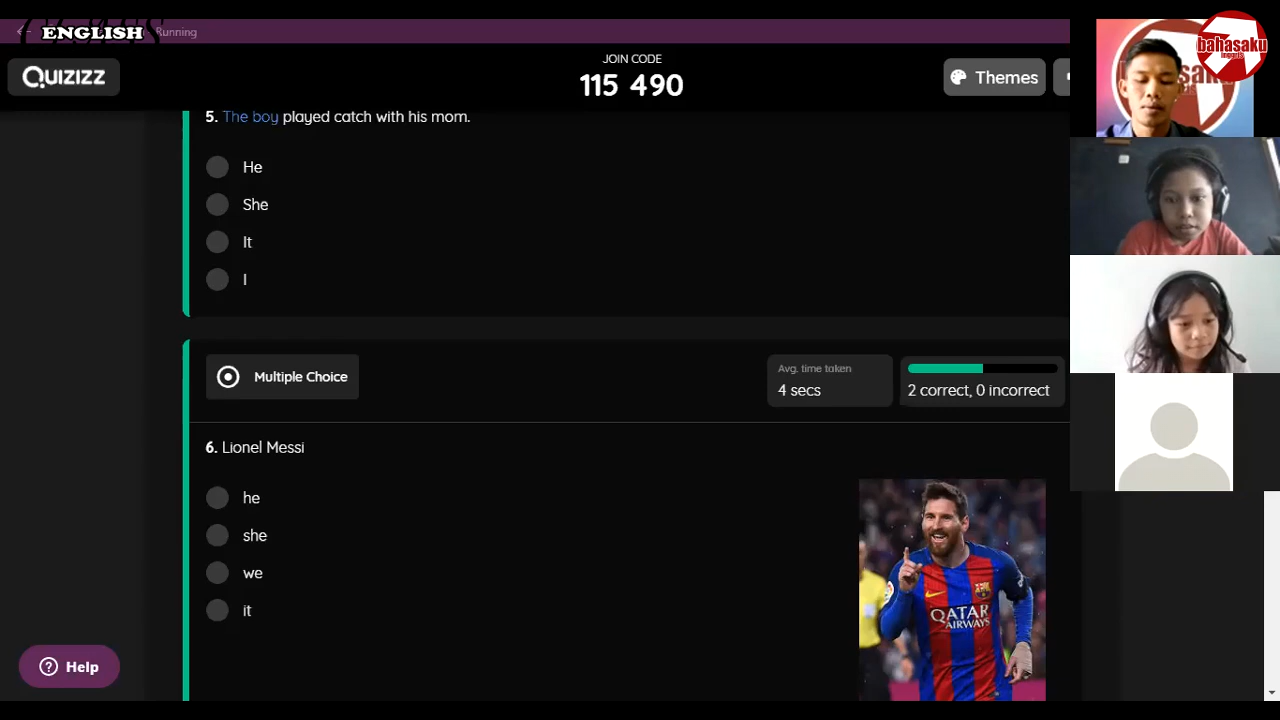 ENGLISH
Running
bahasaku
inggris
QUIZIZZ
JOIN CODE
115 490
Themes
5. The boy played catch with his mom.
He
She
It
I
Multiple Choice
Avg. time taken
4 secs
2 correct, 0 incorrect
6. Lionel Messi
he
she
we
it
QATAR
AIRWAYS
Help